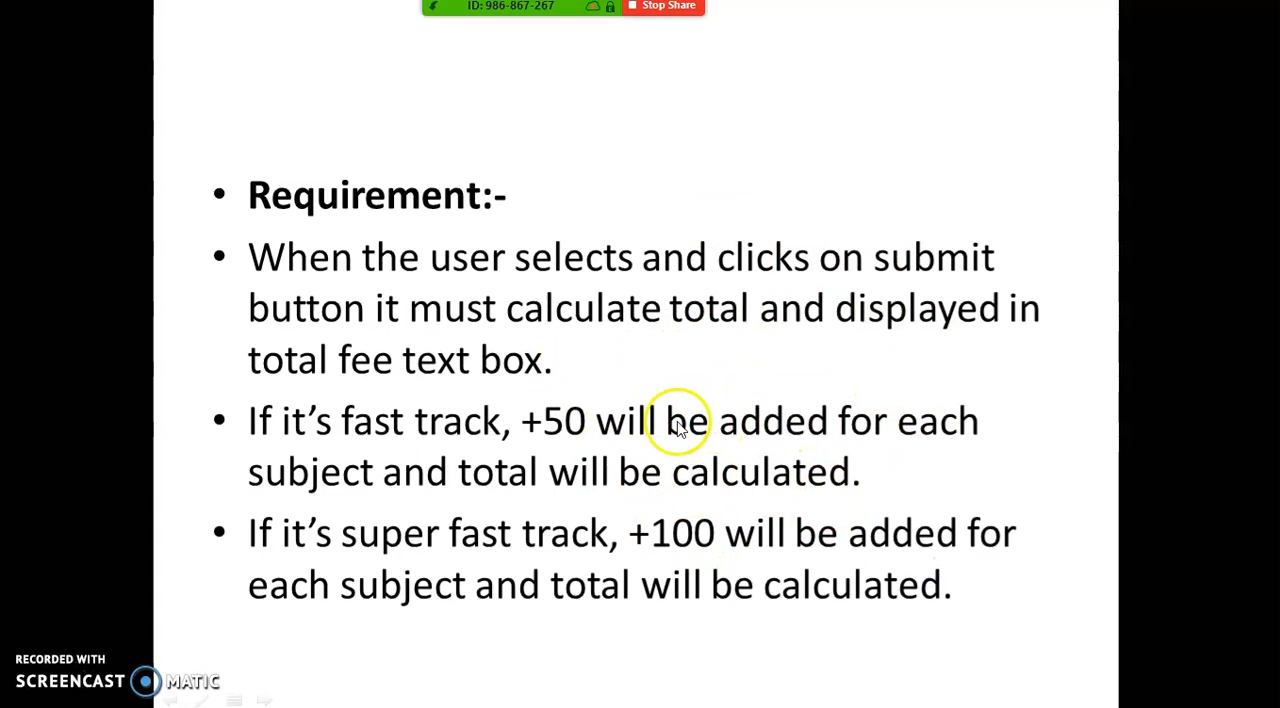 ID: 986-867-267 Stop Share
• Requirement:-
• When the user selects and clicks on submit
button it must calculate total and displayed in
total fee text box.
• If it’s fast track, +50 will be added for each
subject and total will be calculated.
• If it’s super fast track, +100 will be added for
each subject and total will be calculated.
RECORDED WITH
SCREENCAST MATIC